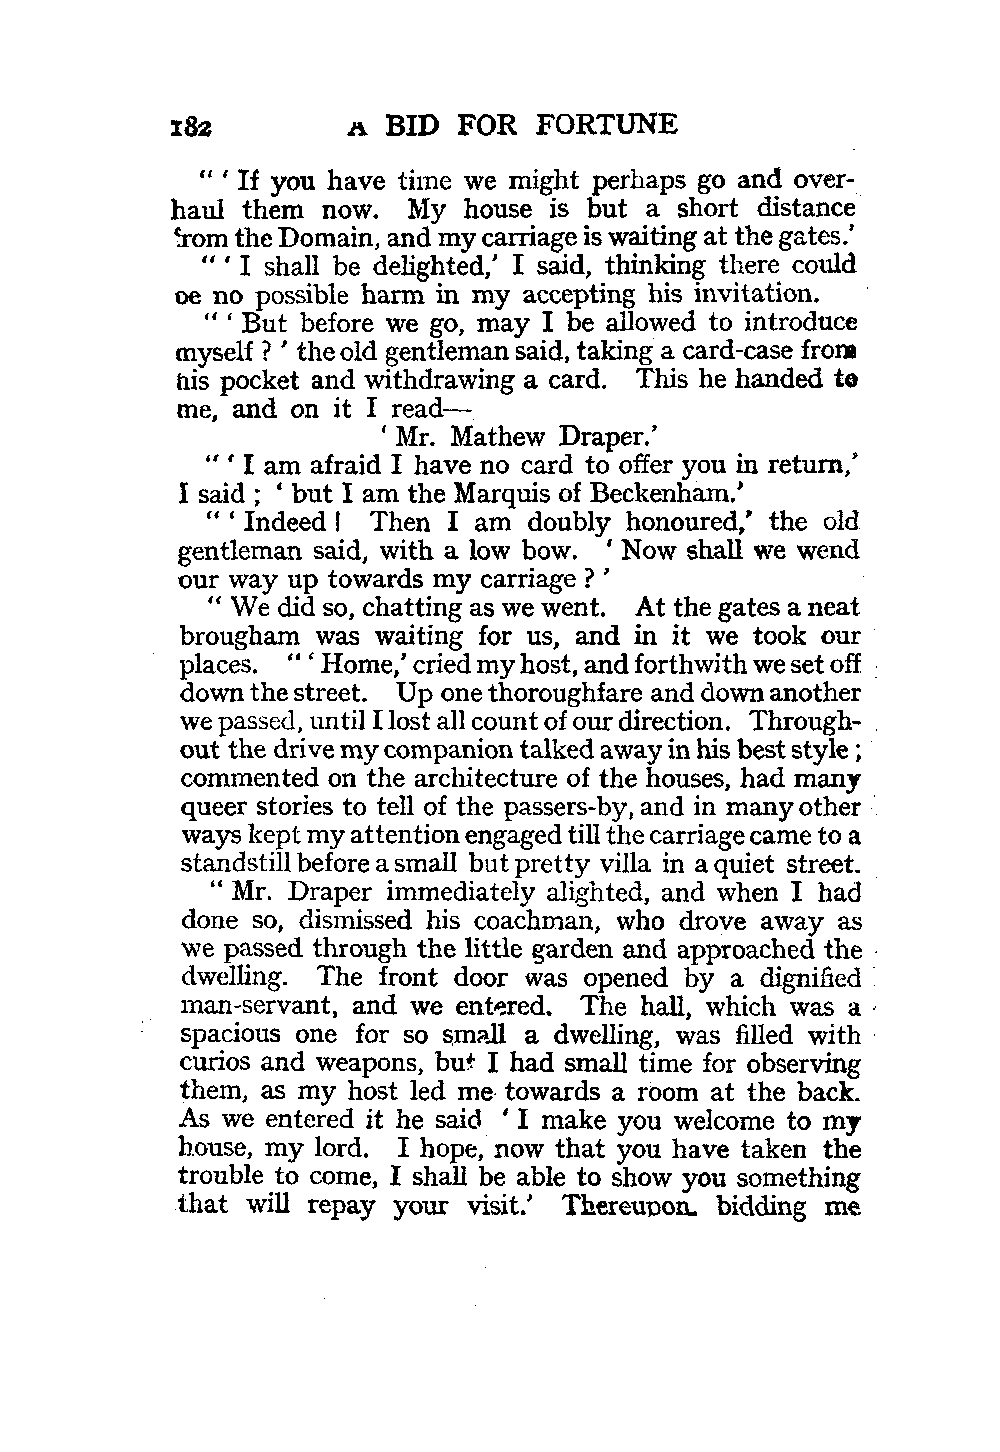 182 A BID FOR FORTUNE
“ ‘ If you have time we might perhaps go and over-
haul them now. My house is but a short distance
from the Domain, and my carriage is waiting at the gates.’
“ ‘ I shall be delighted,’ I said, thinking there could
be no possible harm in my accepting his invitation.
“ ‘ But before we go, may I be allowed to introduce
myself ? ’ the old gentleman said, taking a card-case from
his pocket and withdrawing a card. This he handed to
me, and on it I read—
‘ Mr. Mathew Draper.’
“ ‘ I am afraid I have no card to offer you in return,’
I said ; ‘ but I am the Marquis of Beckenham.’
“ ‘ Indeed ! Then I am doubly honoured,’ the old
gentleman said, with a low bow. ‘ Now shall we wend
our way up towards my carriage ? ’
“ We did so, chatting as we went. At the gates a neat
brougham was waiting for us, and in it we took our
places. “ ‘ Home,’ cried my host, and forthwith we set off
down the street. Up one thoroughfare and down another
we passed, until I lost all count of our direction. Through-
out the drive my companion talked away in his best style ;
commented on the architecture of the houses, had many
queer stories to tell of the passers-by, and in many other
ways kept my attention engaged till the carriage came to a
standstill before a small but pretty villa in a quiet street.
“ Mr. Draper immediately alighted, and when I had
done so, dismissed his coachman, who drove away as
we passed through the little garden and approached the
dwelling. The front door was opened by a dignified
man-servant, and we entered. The hall, which was a
spacious one for so small a dwelling, was filled with
curios and weapons, but I had small time for observing
them, as my host led me towards a room at the back.
As we entered it he said ‘ I make you welcome to my
house, my lord. I hope, now that you have taken the
trouble to come, I shall be able to show you something
that will repay your visit.’ Thereupon, bidding me